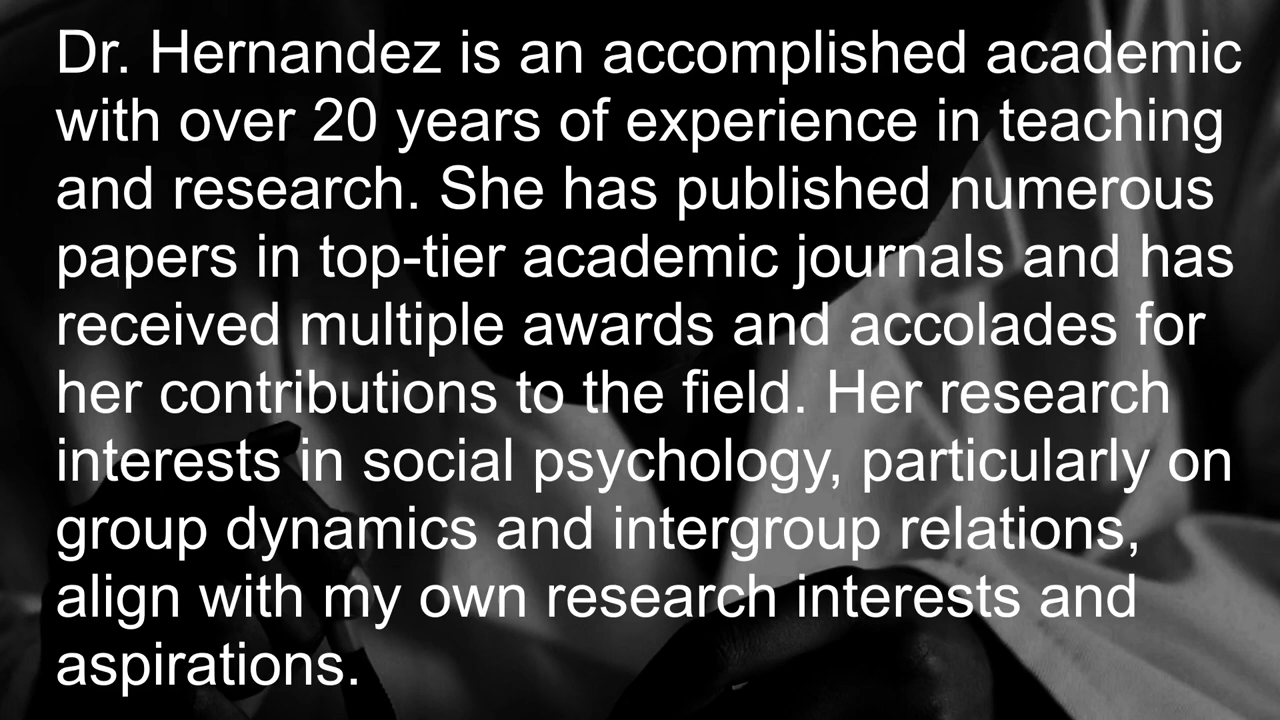 Dr. Hernandez is an accomplished academic
with over 20 years of experience in teaching
and research. She has published numerous
papers in top-tier academic journals and has
received multiple awards and accolades for
her contributions to the field. Her research
interests in social psychology, particularly on
group dynamics and intergroup relations,
align with my own research interests and
aspirations.